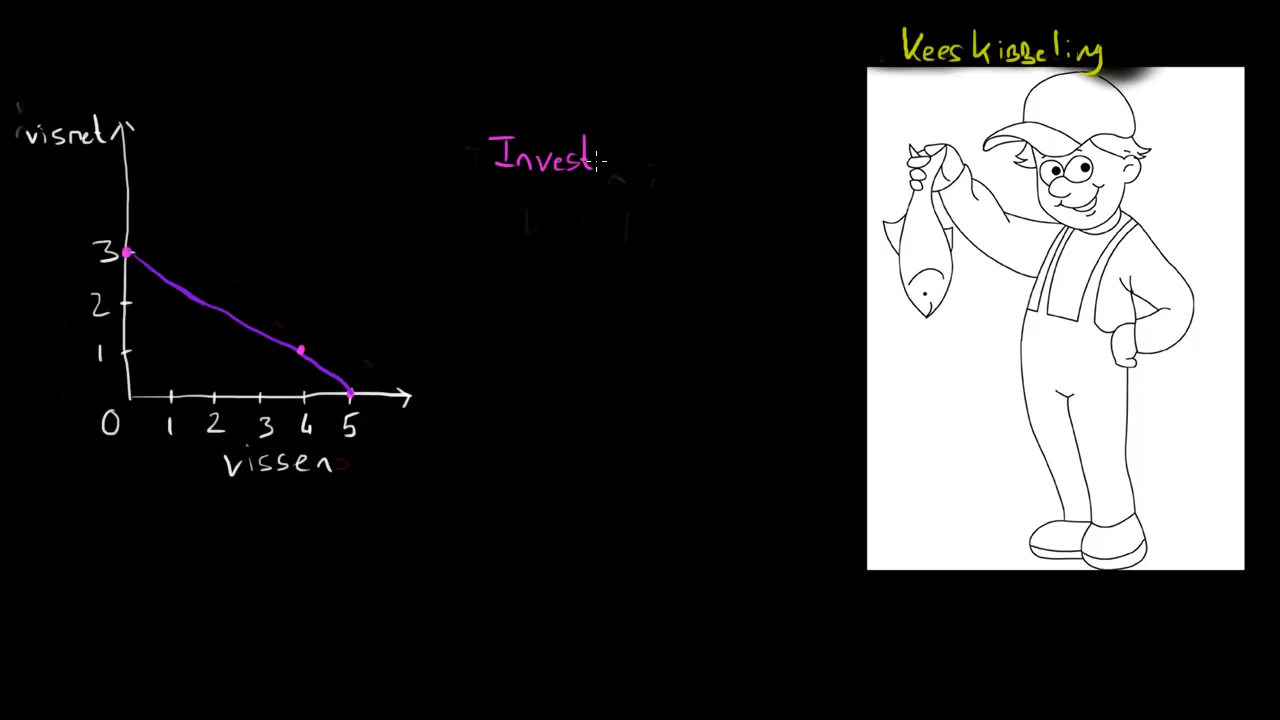 Kees Kibbeling
visnet
Invest
3
2
1
0 1 2 3 4 5
vissen